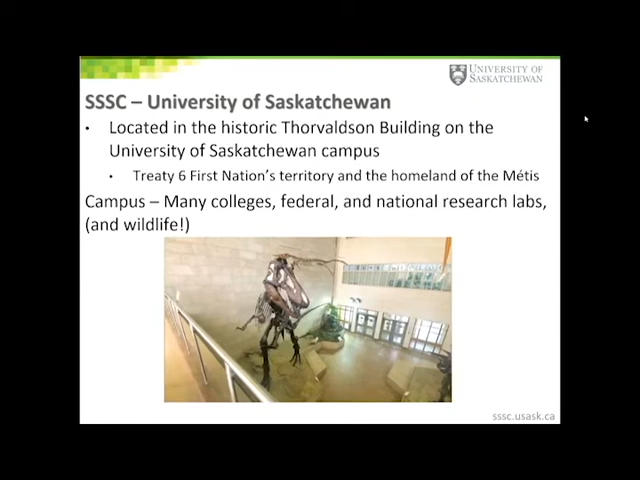 UNIVERSITY OF
SASKATCHEWAN
SSSC – University of Saskatchewan
• Located in the historic Thorvaldson Building on the
University of Saskatchewan campus
• Treaty 6 First Nation's territory and the homeland of the Métis
Campus – Many colleges, federal, and national research labs,
(and wildlife!)
sssc.usask.ca